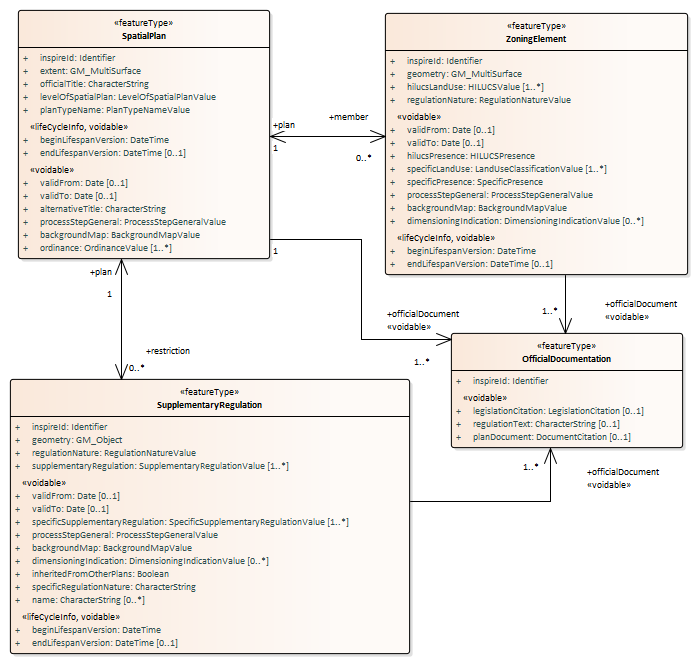 «featureType»
SpatialPlan
+ inspireId: Identifier
+ extent: GM_MultiSurface
+ officialTitle: CharacterString
+ levelOfSpatialPlan: LevelOfSpatialPlanValue
+ planTypeName: PlanTypeNameValue
«lifeCycleInfo, voidable»
+ beginLifespanVersion: DateTime
+ endLifespanVersion: DateTime [0..1]
«voidable»
+ validFrom: Date [0..1]
+ validTo: Date [0..1]
+ alternativeTitle: CharacterString
+ processStepGeneral: ProcessStepGeneralValue
+ backgroundMap: BackgroundMapValue
+ ordinance: OrdinanceValue [1..*]
+plan
1
+member
0..*
«featureType»
ZoningElement
+ inspireId: Identifier
+ geometry: GM_MultiSurface
+ hilucsLandUse: HILUCSValue [1..*]
+ regulationNature: RegulationNatureValue
«voidable»
+ validFrom: Date [0..1]
+ validTo: Date [0..1]
+ hilucsPresence: HILUCSPresence
+ specificLandUse: LandUseClassificationValue [1..*]
+ specificPresence: SpecificPresence
+ processStepGeneral: ProcessStepGeneralValue
+ backgroundMap: BackgroundMapValue
+ dimensioningIndication: DimensioningIndicationValue [0..*]
«lifeCycleInfo, voidable»
+ beginLifespanVersion: DateTime
+ endLifespanVersion: DateTime [0..1]
1
+officialDocument
«voidable»
1..*
1..*
+officialDocument
«voidable»
+plan
1
+restriction
0..*
«featureType»
OfficialDocumentation
+ inspireId: Identifier
«voidable»
+ legislationCitation: LegislationCitation [0..1]
+ regulationText: CharacterString [0..1]
+ planDocument: DocumentCitation [0..1]
1..*
+officialDocument
«voidable»
«featureType»
SupplementaryRegulation
+ inspireId: Identifier
+ geometry: GM_Object
+ regulationNature: RegulationNatureValue
+ supplementaryRegulation: SupplementaryRegulationValue [1..*]
«voidable»
+ validFrom: Date [0..1]
+ validTo: Date [0..1]
+ specificSupplementaryRegulation: SpecificSupplementaryRegulationValue [1..*]
+ processStepGeneral: ProcessStepGeneralValue
+ backgroundMap: BackgroundMapValue
+ dimensioningIndication: DimensioningIndicationValue [0..*]
+ inheritedFromOtherPlans: Boolean
+ specificRegulationNature: CharacterString
+ name: CharacterString [0..*]
«lifeCycleInfo, voidable»
+ beginLifespanVersion: DateTime
+ endLifespanVersion: DateTime [0..1]